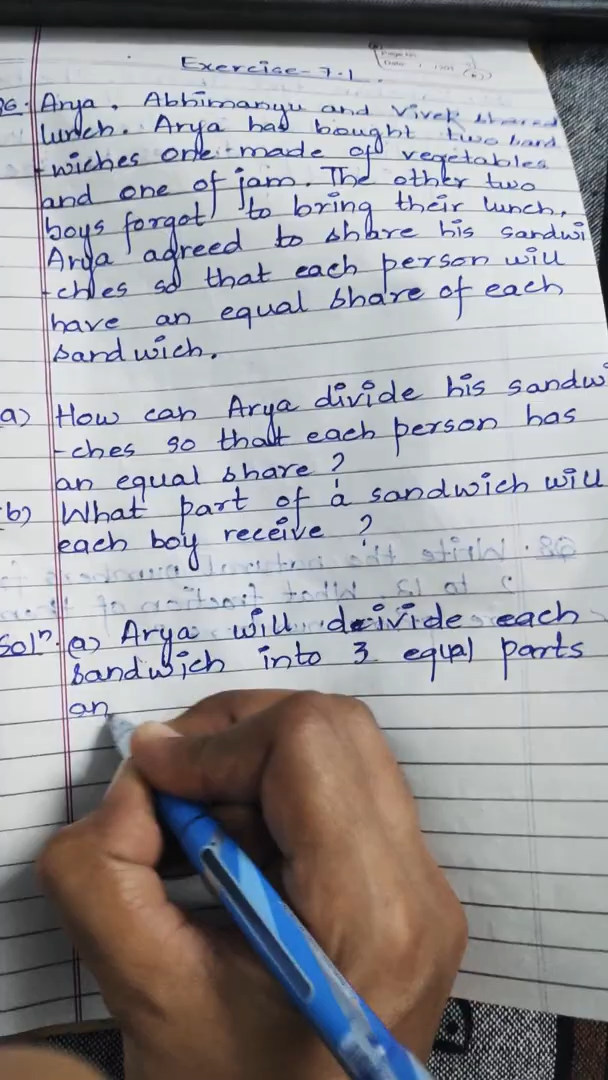 Exercise-7.1
Q6. Arya, Abhimanyu and Vivek shared
lunch. Arya has bought two sand
-wiches one made of vegetables
and one of jam. The other two
boys forgot to bring their lunch.
Arya agreed to share his sandwi
-ches so that each person will
have an equal share of each
sandwich.
a) How can Arya divide his sandwi
-ches so that each person has
an equal share?
b) What part of a sandwich will
each boy receive?
Solⁿ. (a) Arya will deivide each
sandwich into 3 equal parts
an